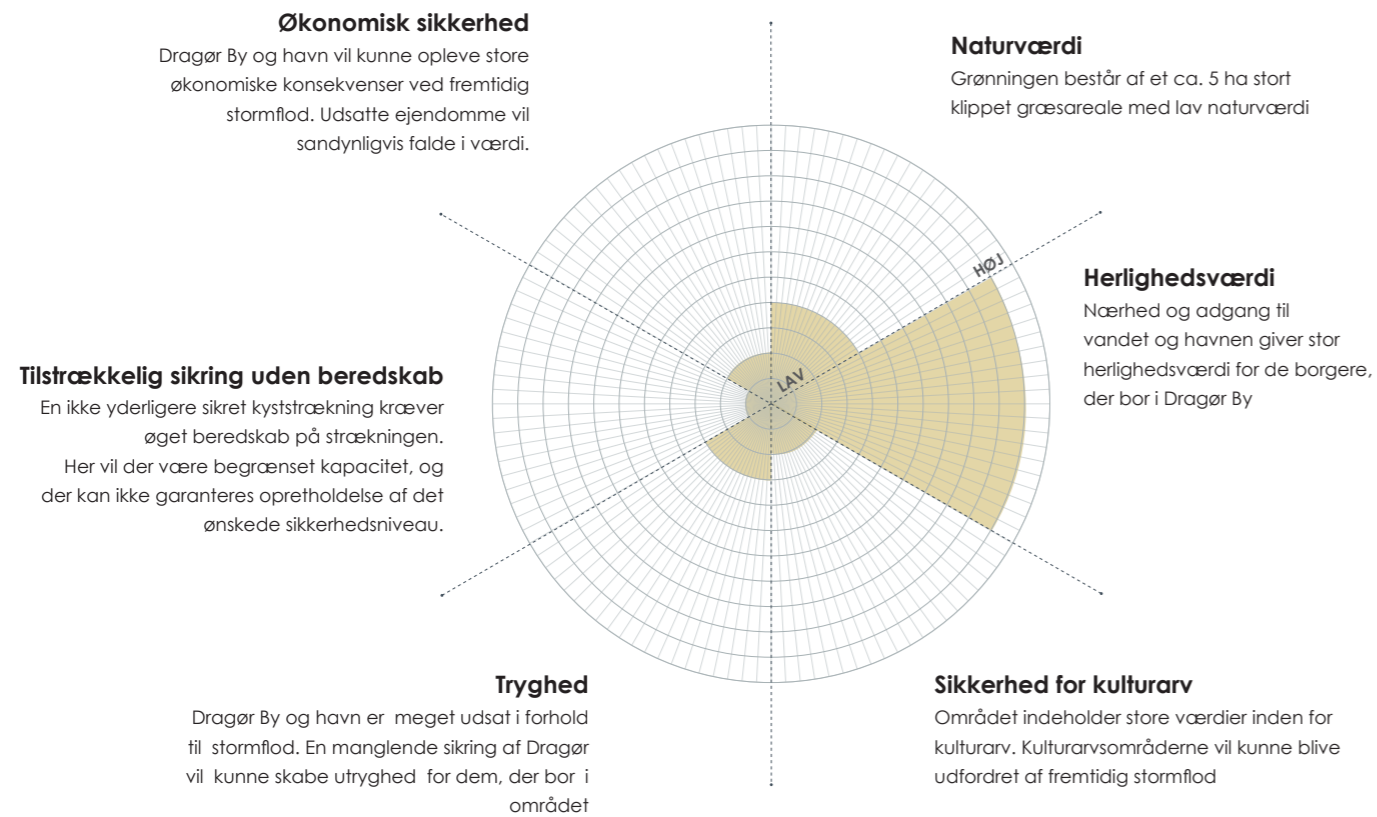 Økonomisk sikkerhed
Dragør By og havn vil kunne opleve store
økonomiske konsekvenser ved fremtidig
stormflod. Udsatte ejendomme vil
sandynligvis falde i værdi.
Naturværdi
Grønningen består af et ca. 5 ha stort
klippet græsareale med lav naturværdi
HØJ
LAV
Herlighedsværdi
Nærhed og adgang til
vandet og havnen giver stor
herlighedsværdi for de borgere,
der bor i Dragør By
Tilstrækkelig sikring uden beredskab
En ikke yderligere sikret kyststrækning kræver
øget beredskab på strækningen.
Her vil der være begrænset kapacitet, og
der kan ikke garanteres opretholdelse af det
ønskede sikkerhedsniveau.
Tryghed
Dragør By og havn er meget udsat i forhold
til stormflod. En manglende sikring af Dragør
vil kunne skabe utryghed for dem, der bor i
området
Sikkerhed for kulturarv
Området indeholder store værdier inden for
kulturarv. Kulturarvsområderne vil kunne blive
udfordret af fremtidig stormflod